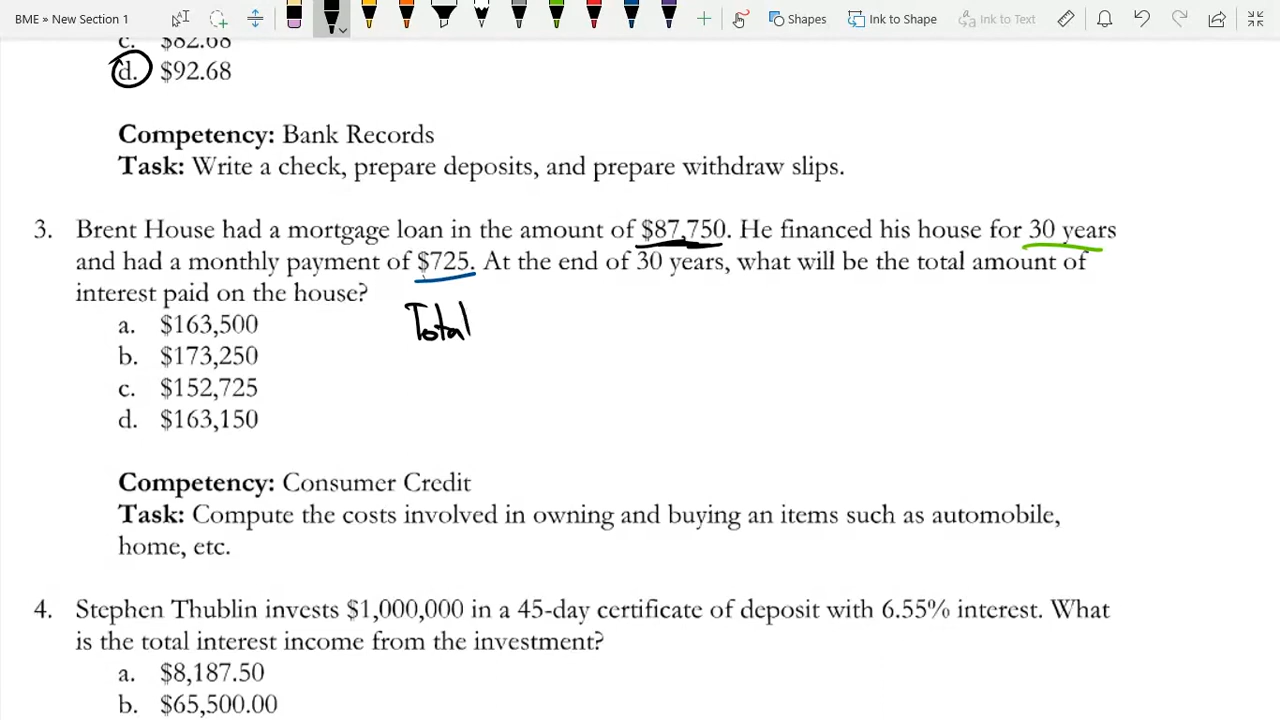 BME » New Section 1
Shapes
Ink to Shape
Ink to Text
c. $82.68
d. $92.68
Competency: Bank Records
Task: Write a check, prepare deposits, and prepare withdraw slips.
3. Brent House had a mortgage loan in the amount of $87,750. He financed his house for 30 years
and had a monthly payment of $725. At the end of 30 years, what will be the total amount of
interest paid on the house?
Total
a. $163,500
b. $173,250
c. $152,725
d. $163,150
Competency: Consumer Credit
Task: Compute the costs involved in owning and buying an items such as automobile,
home, etc.
4. Stephen Thublin invests $1,000,000 in a 45-day certificate of deposit with 6.55% interest. What
is the total interest income from the investment?
a. $8,187.50
b. $65,500.00